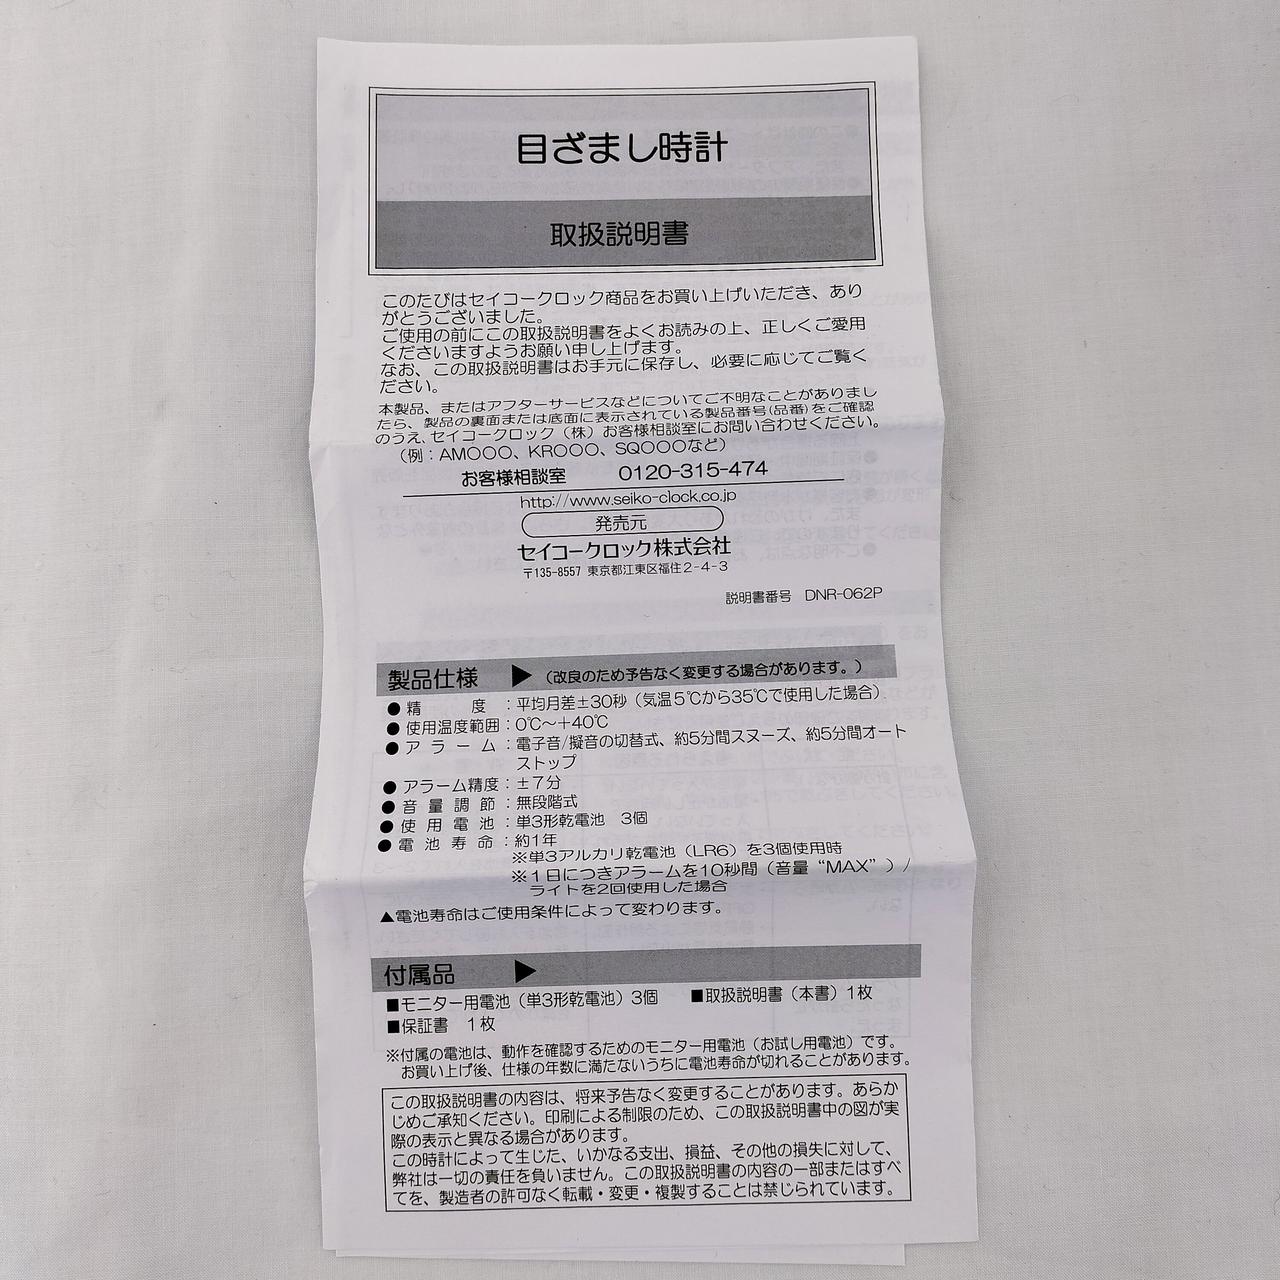 目ざまし時計
取扱説明書
このたびはセイコークロック商品をお買い上げいただき、あり
がとうございました。
ご使用の前にこの取扱説明書をよくお読みの上、正しくご愛用
くださいますようお願い申し上げます。
なお、この取扱説明書はお手元に保存し、必要に応じてご覧く
ださい。
本製品、またはアフターサービスなどについてご不明なことがありまし
たら、製品の裏面または底面に表示されている製品番号(品番)をご確認
のうえ、セイコークロック（株）お客様相談室にお問い合わせください。
（例：AM○○○、KR○○○、SQ○○○など）
お客様相談室 0120-315-474
http://www.seiko-clock.co.jp
発売元
セイコークロック株式会社
〒135-8557 東京都江東区福住2-4-3
説明書番号 DNR-062P
製品仕様 ▶ （改良のため予告なく変更する場合があります。）
●精度：平均月差±30秒（気温5℃から35℃で使用した場合）
●使用温度範囲：0℃〜+40℃
●アラーム：電子音/擬音の切替式、約5分間スヌーズ、約5分間オート
ストップ
●アラーム精度：±7分
●音量調節：無段階式
●使用電池：単3形乾電池 3個
●電池寿命：約1年
※単3アルカリ乾電池（LR6）を3個使用時
※1日につきアラームを10秒間（音量“MAX”）/
ライトを2回使用した場合
▲電池寿命はご使用条件によって変わります。
付属品 ▶
■モニター用電池（単3形乾電池）3個 ■取扱説明書（本書）1枚
■保証書 1枚
※付属の電池は、動作を確認するためのモニター用電池（お試し用電池）です。
お買い上げ後、仕様の年数に満たないうちに電池寿命が切れることがあります。
この取扱説明書の内容は、将来予告なく変更することがあります。あらか
じめご承知ください。印刷による制限のため、この取扱説明書中の図が実
際の表示と異なる場合があります。
この時計によって生じた、いかなる支出、損益、その他の損失に対して、
弊社は一切の責任を負いません。この取扱説明書の内容の一部またはすべ
てを、製造者の許可なく転載・変更・複製することは禁じられています。